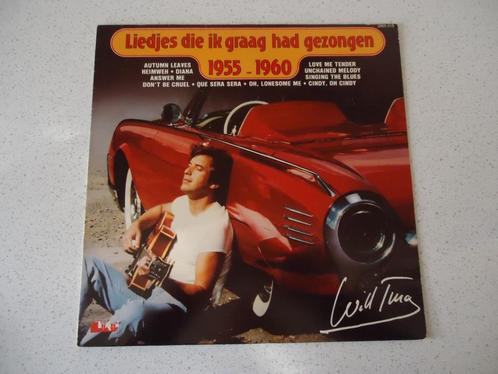 Liedjes die ik graag had gezongen
1955 - 1960
AUTUMN LEAVES
HEIMWEH • DIANA
ANSWER ME
LOVE ME TENDER
UNCHAINED MELODY
SINGING THE BLUES
DON'T BE CRUEL • QUE SERA SERA • OH, LONESOME ME • CINDY, OH CINDY
Will Tura